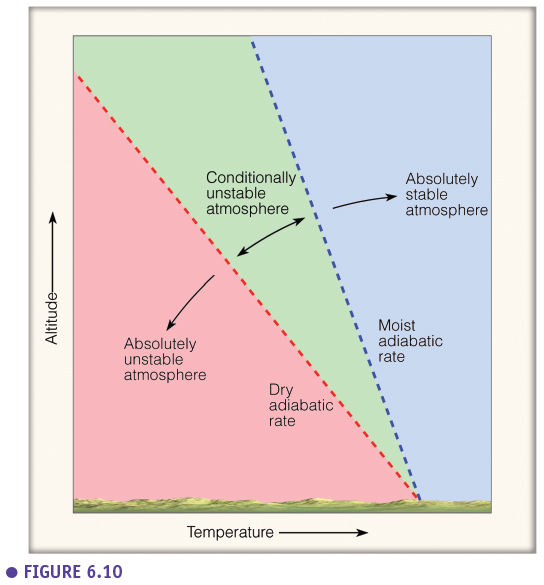 Conditionally
unstable
atmosphere
Absolutely
stable
atmosphere
Altitude
Moist
adiabatic
rate
Absolutely
unstable
atmosphere
Dry
adiabatic
rate
Temperature
● FIGURE 6.10